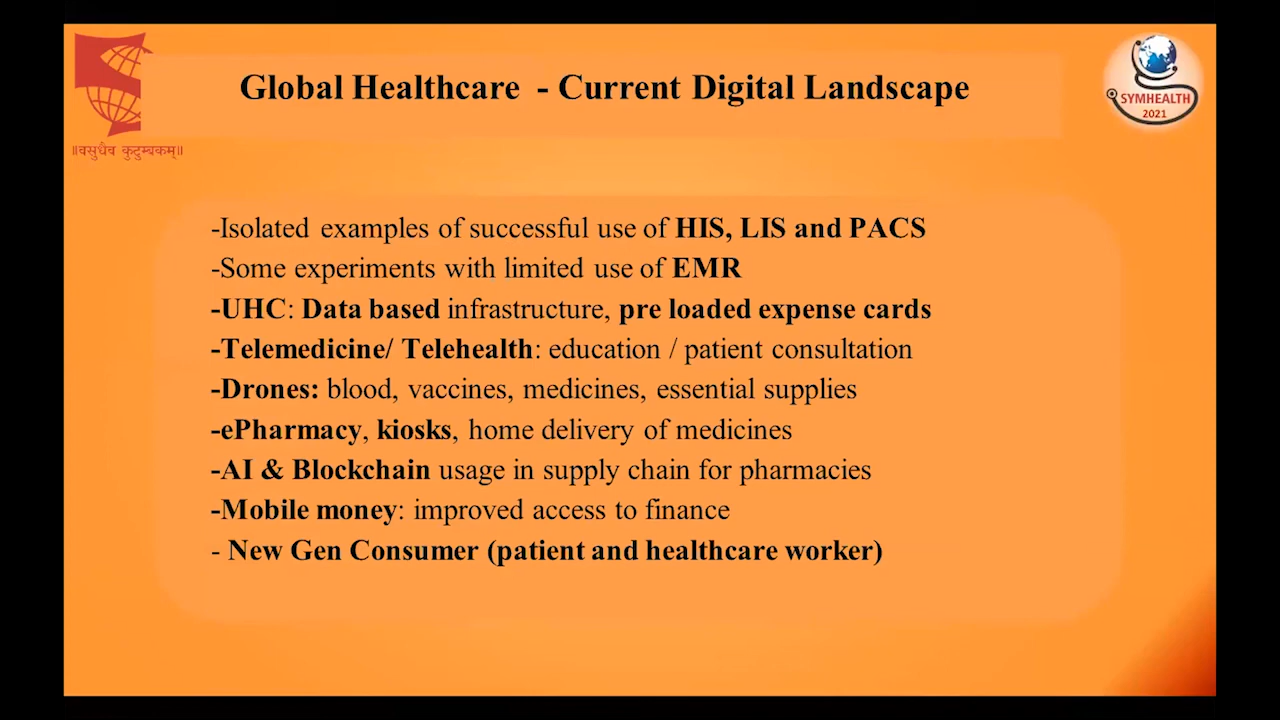 Global Healthcare - Current Digital Landscape
SYMHEALTH
2021
॥वसुधैव कुटुम्बकम्॥
-Isolated examples of successful use of HIS, LIS and PACS
-Some experiments with limited use of EMR
-UHC: Data based infrastructure, pre loaded expense cards
-Telemedicine/ Telehealth: education / patient consultation
-Drones: blood, vaccines, medicines, essential supplies
-ePharmacy, kiosks, home delivery of medicines
-AI & Blockchain usage in supply chain for pharmacies
-Mobile money: improved access to finance
- New Gen Consumer (patient and healthcare worker)